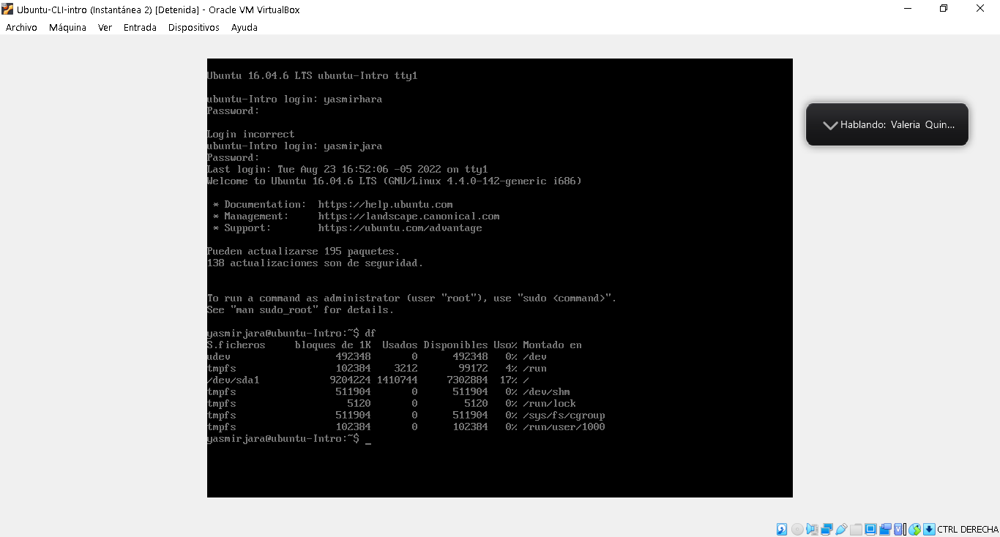 Ubuntu-CLI-intro (Instantánea 2) [Detenida] - Oracle VM VirtualBox
Archivo Máquina Ver Entrada Dispositivos Ayuda
Ubuntu 16.04.6 LTS ubuntu-Intro tty1
ubuntu-Intro login: yasmirhara
Password:
Login incorrect
ubuntu-Intro login: yasmirjara
Password:
Last login: Tue Aug 23 16:52:06 -05 2022 on tty1
Welcome to Ubuntu 16.04.6 LTS (GNU/Linux 4.4.0-142-generic i686)
* Documentation: https://help.ubuntu.com
* Management: https://landscape.canonical.com
* Support: https://ubuntu.com/advantage
Pueden actualizarse 195 paquetes.
138 actualizaciones son de seguridad.
To run a command as administrator (user "root"), use "sudo <command>".
See "man sudo_root" for details.
yasmirjara@ubuntu-Intro:~$ df
S.ficheros bloques de 1K Usados Disponibles Uso% Montado en
udev 492348 0 492348 0% /dev
tmpfs 102384 3212 99172 4% /run
/dev/sda1 9204224 1410744 7302884 17% /
tmpfs 511904 0 511904 0% /dev/shm
tmpfs 5120 0 5120 0% /run/lock
tmpfs 511904 0 511904 0% /sys/fs/cgroup
tmpfs 102384 0 102384 0% /run/user/1000
yasmirjara@ubuntu-Intro:~$ _
Hablando: Valeria Quin...
CTRL DERECHA